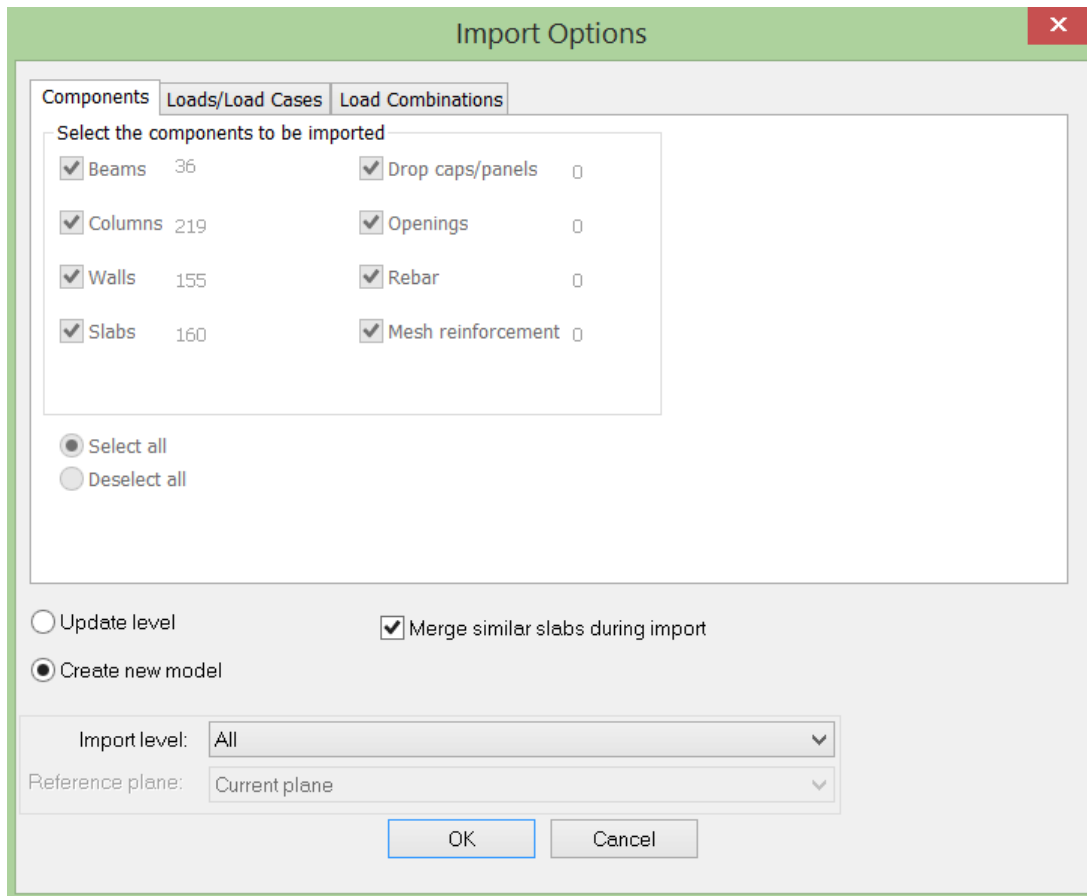 Import Options
Components Loads/Load Cases Load Combinations
Select the components to be imported
Beams 36 Drop caps/panels 0
Columns 219 Openings 0
Walls 155 Rebar 0
Slabs 160 Mesh reinforcement 0
Select all
Deselect all
Update level Merge similar slabs during import
Create new model
Import level: All
Reference plane: Current plane
OK Cancel